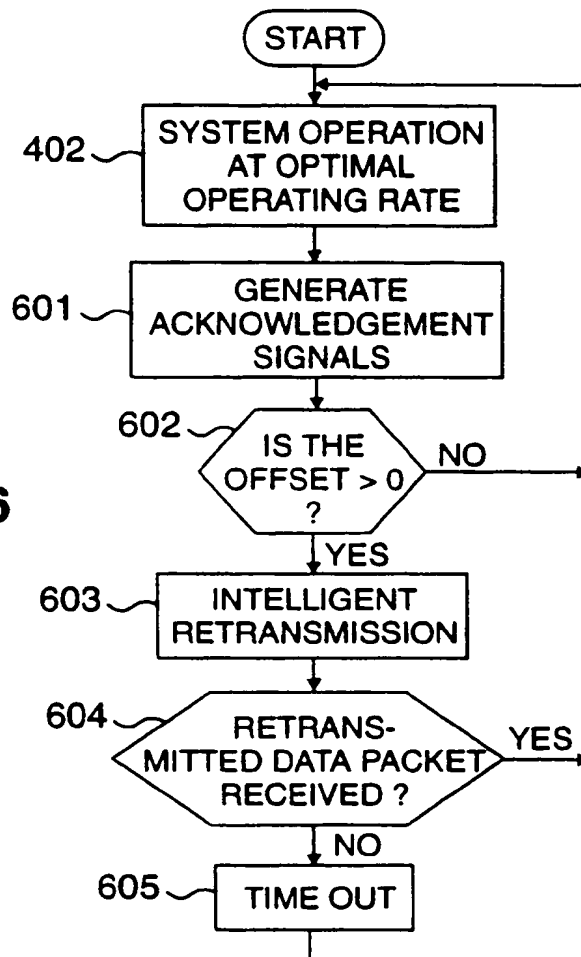 START
402
SYSTEM OPERATION
AT OPTIMAL
OPERATING RATE
601
GENERATE
ACKNOWLEDGEMENT
SIGNALS
602
IS THE
OFFSET > 0
?
NO
6
YES
603
INTELLIGENT
RETRANSMISSION
604
RETRANS-
MITTED DATA PACKET
RECEIVED ?
YES
NO
605
TIME OUT